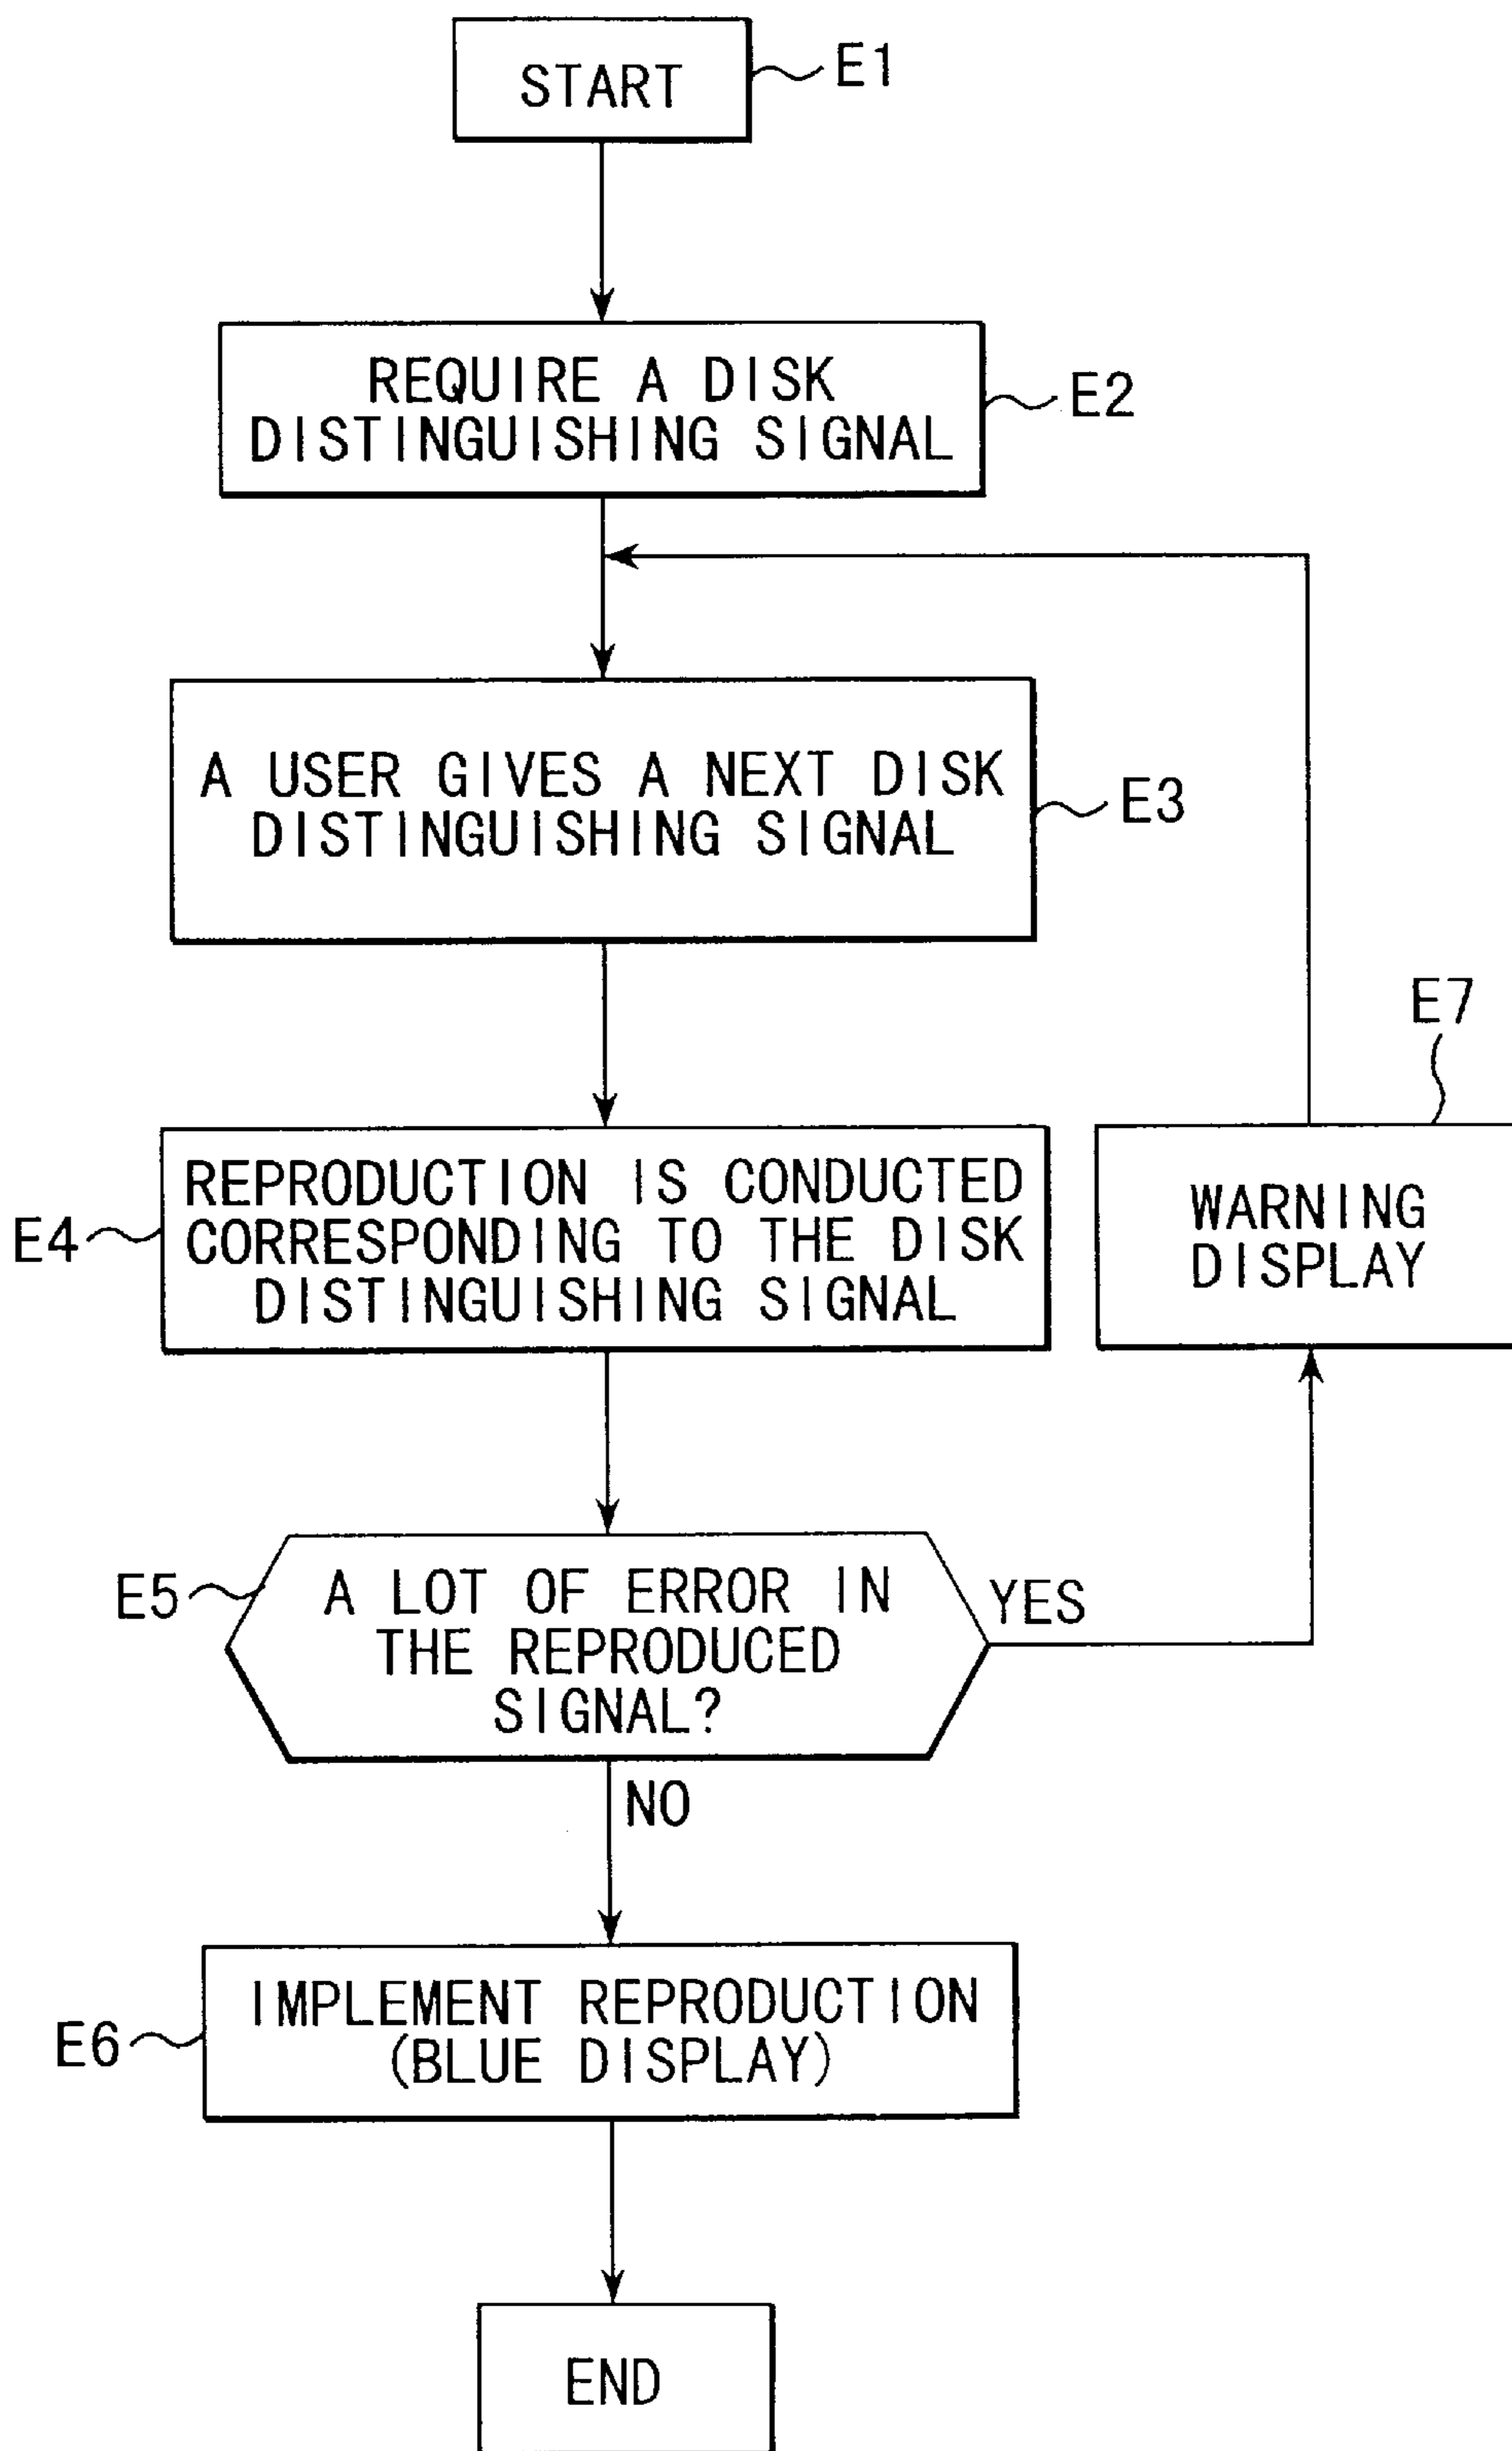 START
E1
REQUIRE A DISK
DISTINGUISHING SIGNAL
E2
A USER GIVES A NEXT DISK
DISTINGUISHING SIGNAL
E3
E4
REPRODUCTION IS CONDUCTED
CORRESPONDING TO THE DISK
DISTINGUISHING SIGNAL
E7
WARNING
DISPLAY
E5
A LOT OF ERROR IN
THE REPRODUCED
SIGNAL?
YES
NO
E6
IMPLEMENT REPRODUCTION
(BLUE DISPLAY)
END